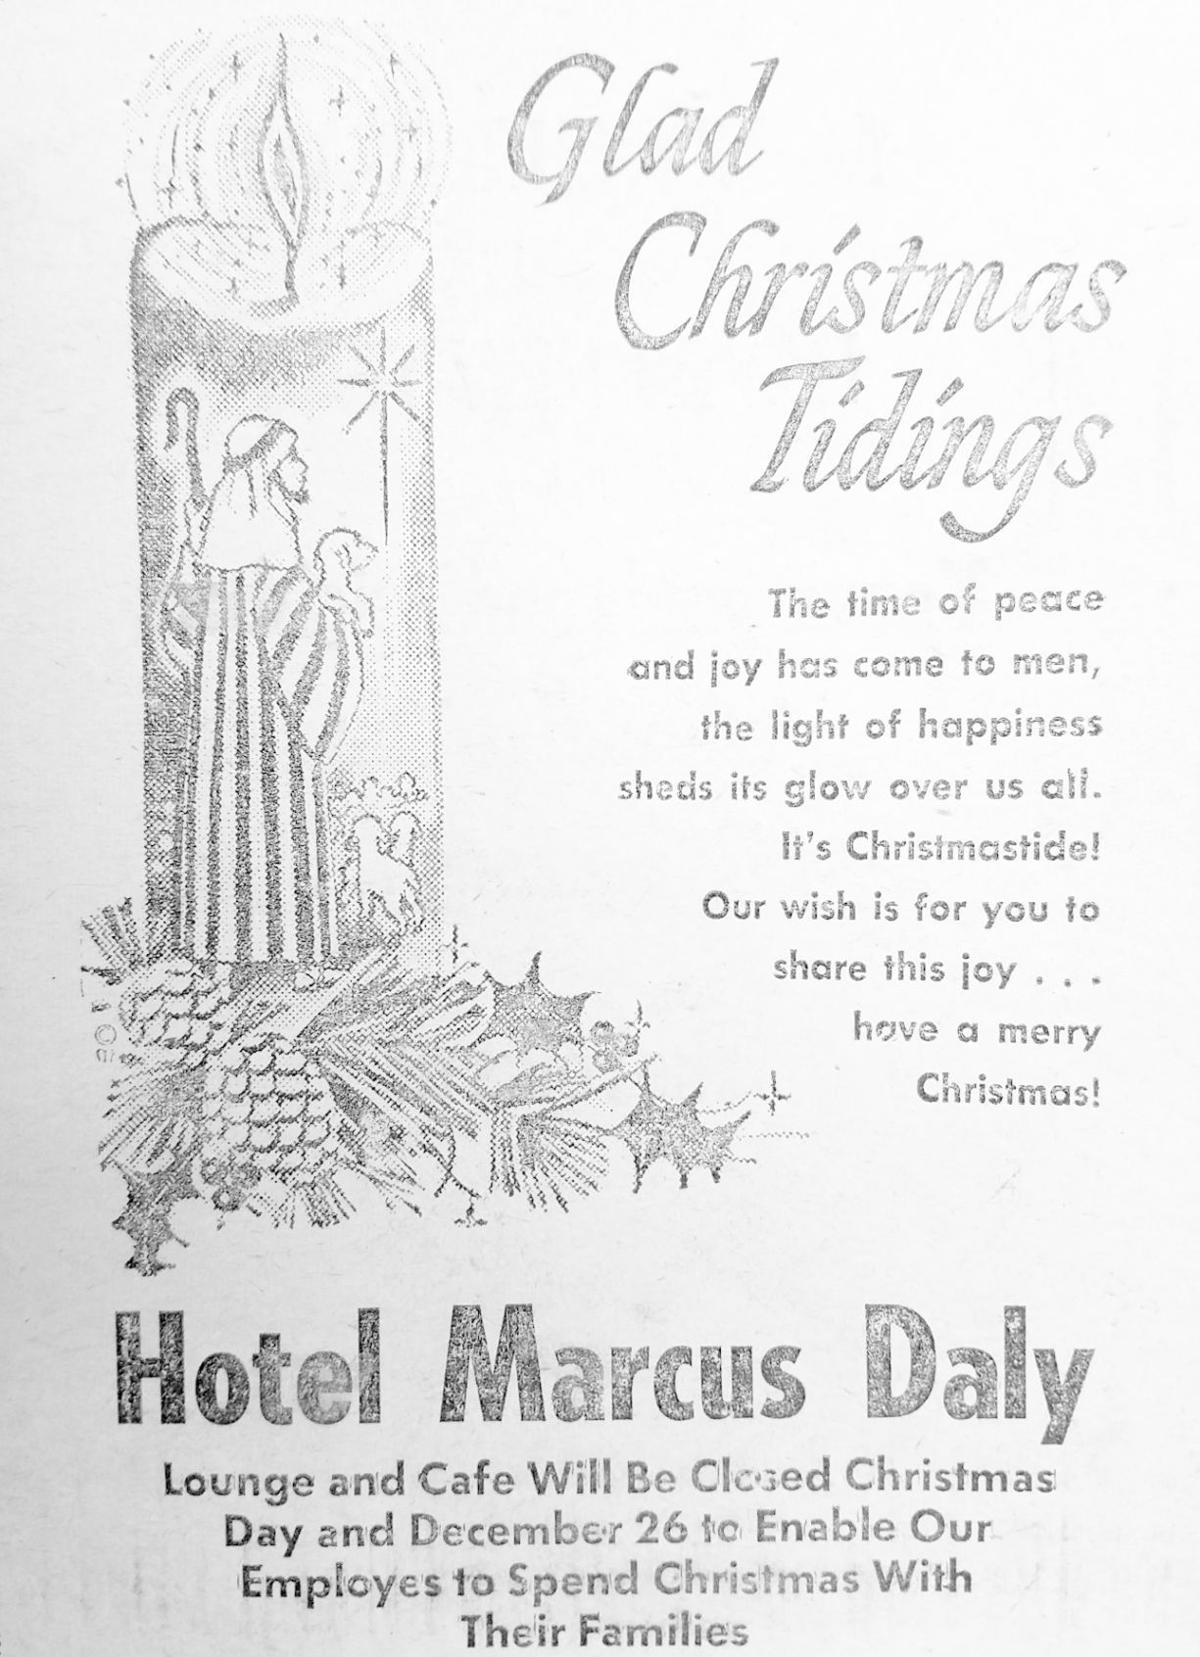 Glad
Christmas
Tidings
The time of peace
and joy has come to men,
the light of happiness
sheds its glow over us all.
It's Christmastide!
Our wish is for you to
share this joy . . .
have a merry
Christmas!
©
Hotel Marcus Daly
Lounge and Cafe Will Be Closed Christmas
Day and December 26 to Enable Our
Employes to Spend Christmas With
Their Families